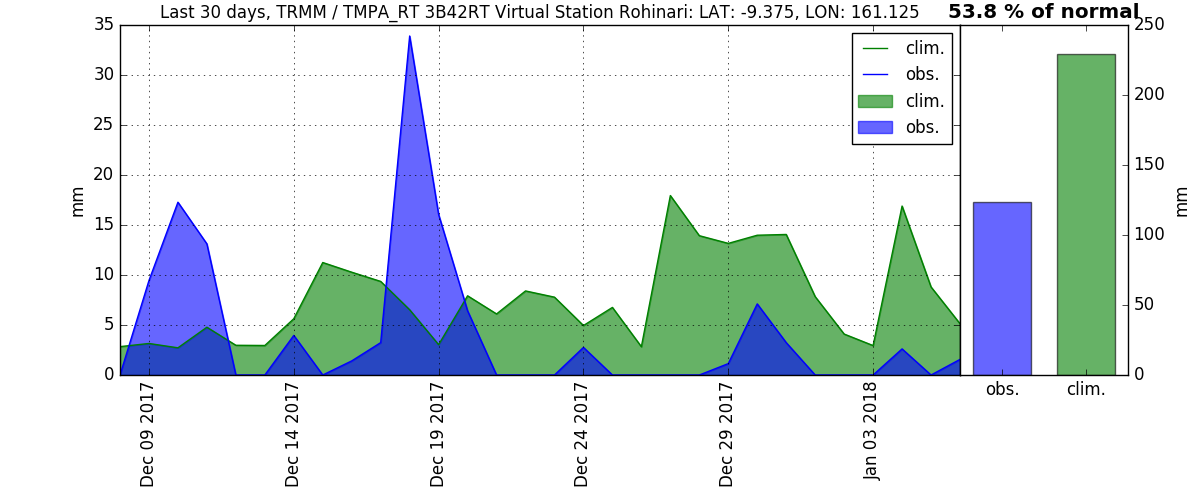 Last 30 days, TRMM / TMPA_RT 3B42RT Virtual Station Rohinari: LAT: -9.375, LON: 161.125
53.8 % of normal
35
30
25
20
15
10
5
0
mm
clim.
obs.
clim.
obs.
Dec 09 2017
Dec 14 2017
Dec 19 2017
Dec 24 2017
Dec 29 2017
Jan 03 2018
250
200
150
100
50
0
mm
obs.
clim.